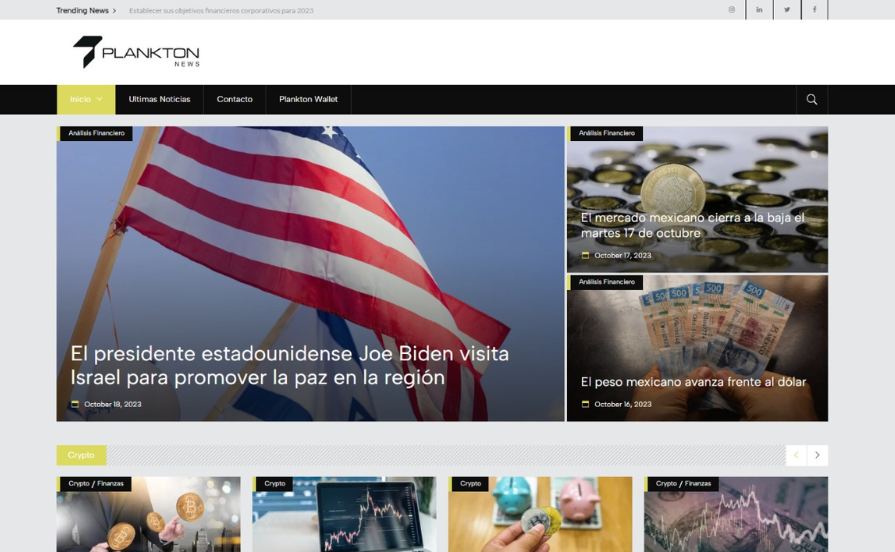 Trending News
Establecer sus objetivos financieros corporativos para 2023
PLANKTON
NEWS
Inicio
Ultimas Noticias
Contacto
Plankton Wallet
Análisis Financiero
El presidente estadounidense Joe Biden visita
Israel para promover la paz en la región
October 18, 2023
Análisis Financiero
El mercado mexicano cierra a la baja el
martes 17 de octubre
October 17, 2023
Análisis Financiero
500 500
El peso mexicano avanza frente al dólar
October 16, 2023
Crypto
Crypto / Finanzas
Crypto
Crypto
Crypto / Finanzas